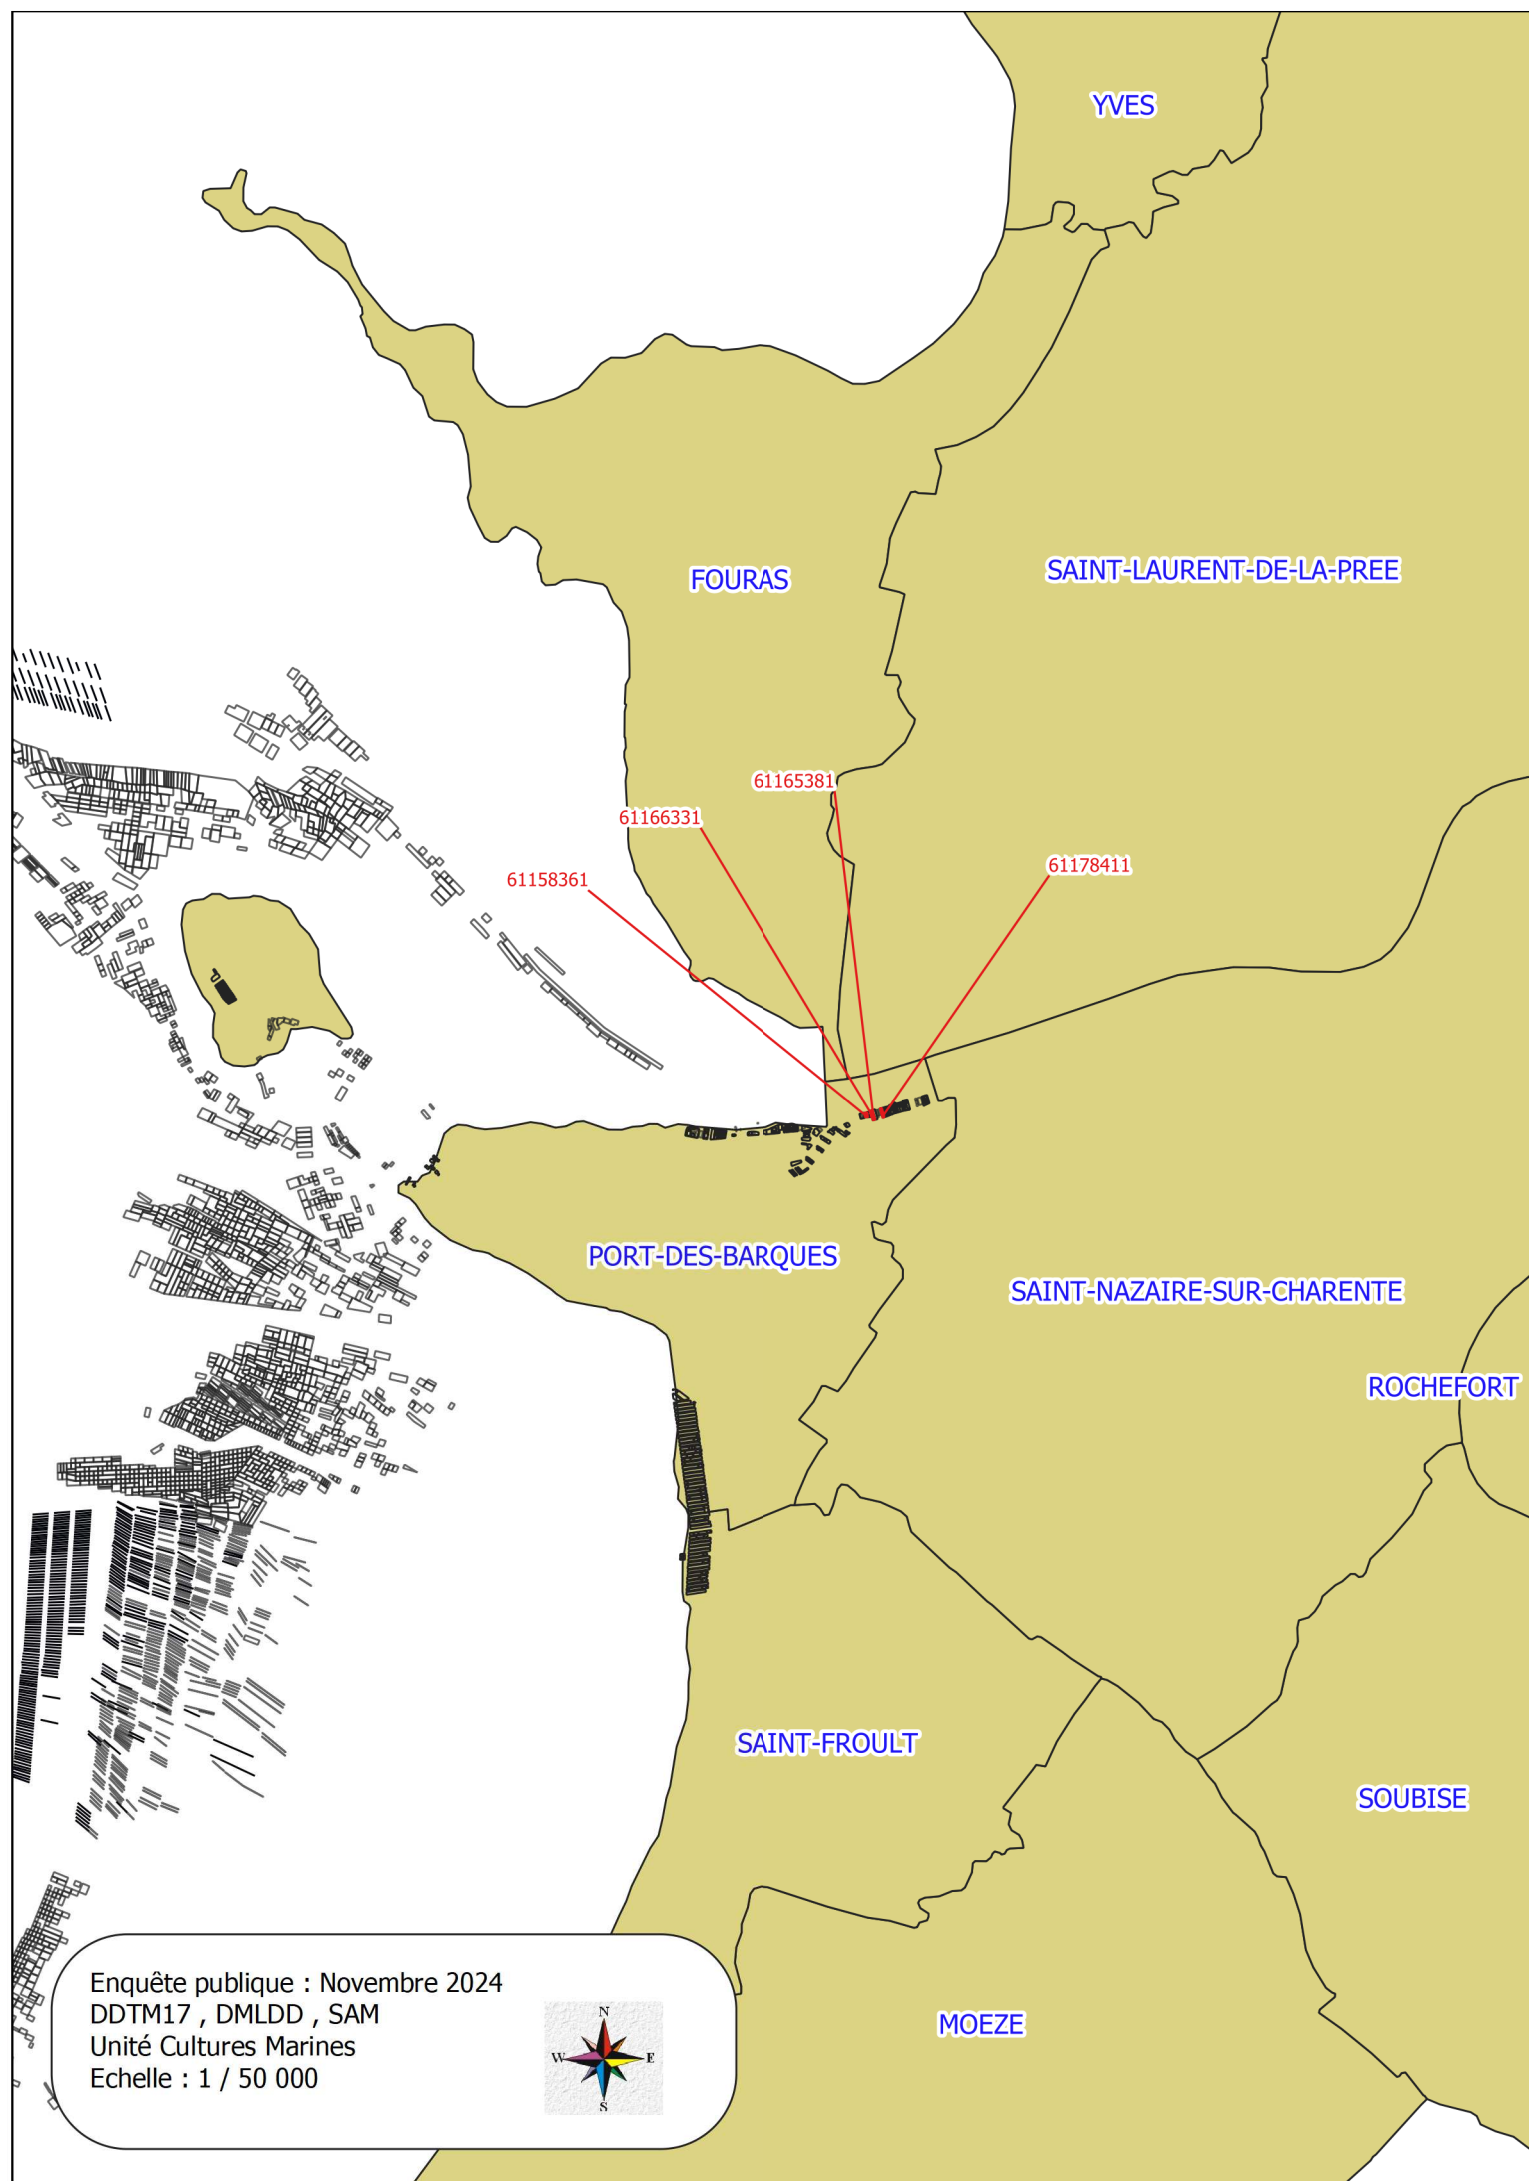 YVES
FOURAS
SAINT-LAURENT-DE-LA-PREE
61165381
61166331
61178411
61158361
PORT-DES-BARQUES
SAINT-NAZAIRE-SUR-CHARENTE
ROCHEFORT
SAINT-FROULT
SOUBISE
MOEZE
Enquête publique : Novembre 2024
DDTM17 , DMLDD , SAM
Unité Cultures Marines
Echelle : 1 / 50 000
N
W E
S